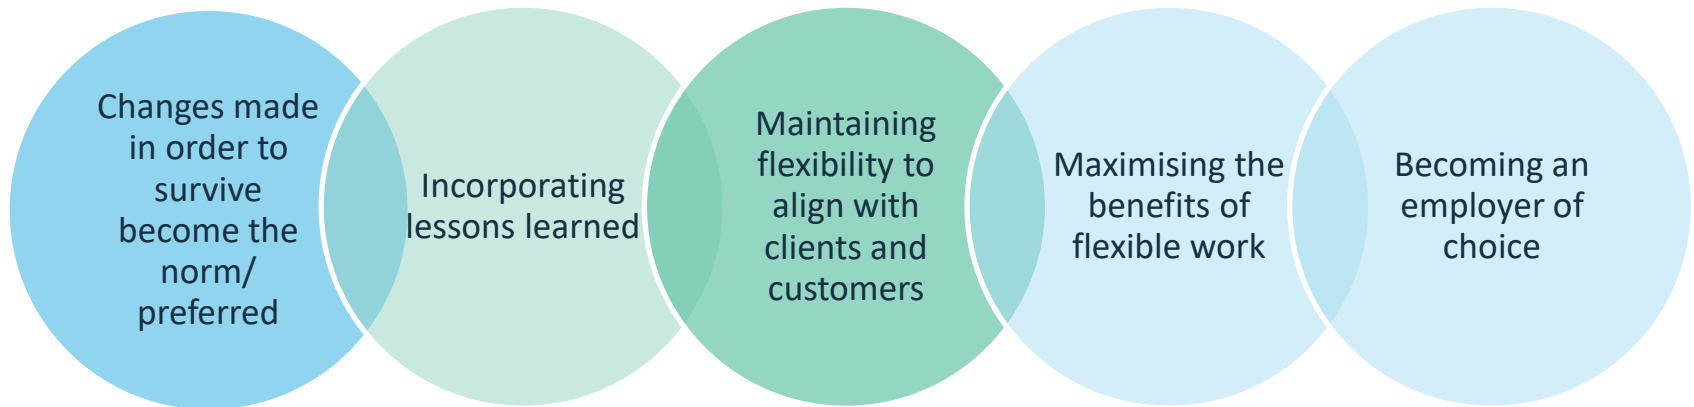 Changes made
in order to
survive
become the
norm/
preferred
Incorporating
lessons learned
Maintaining
flexibility to
align with
clients and
customers
Maximising the
benefits of
flexible work
Becoming an
employer of
choice